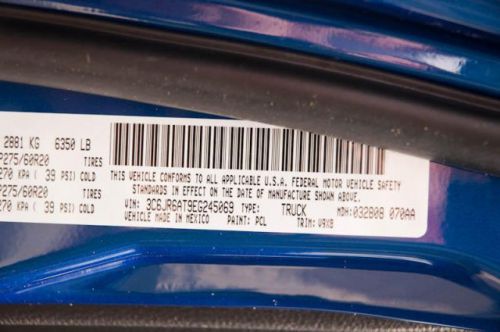 2881 KG 6350 LB
P275/60R20 TIRES
270 KPA ( 39 PSI) COLD
P275/60R20 TIRES
270 KPA ( 39 PSI) COLD
THIS VEHICLE CONFORMS TO ALL APPLICABLE U.S.A. FEDERAL MOTOR VEHICLE SAFETY
STANDARDS IN EFFECT ON THE DATE OF MANUFACTURE SHOWN ABOVE.
VIN: 3C6JR6AT9EG245069 TYPE: TRUCK MDH: 032808 070AA
VEHICLE MADE IN MEXICO PAINT: PCL TRIM: V9X8